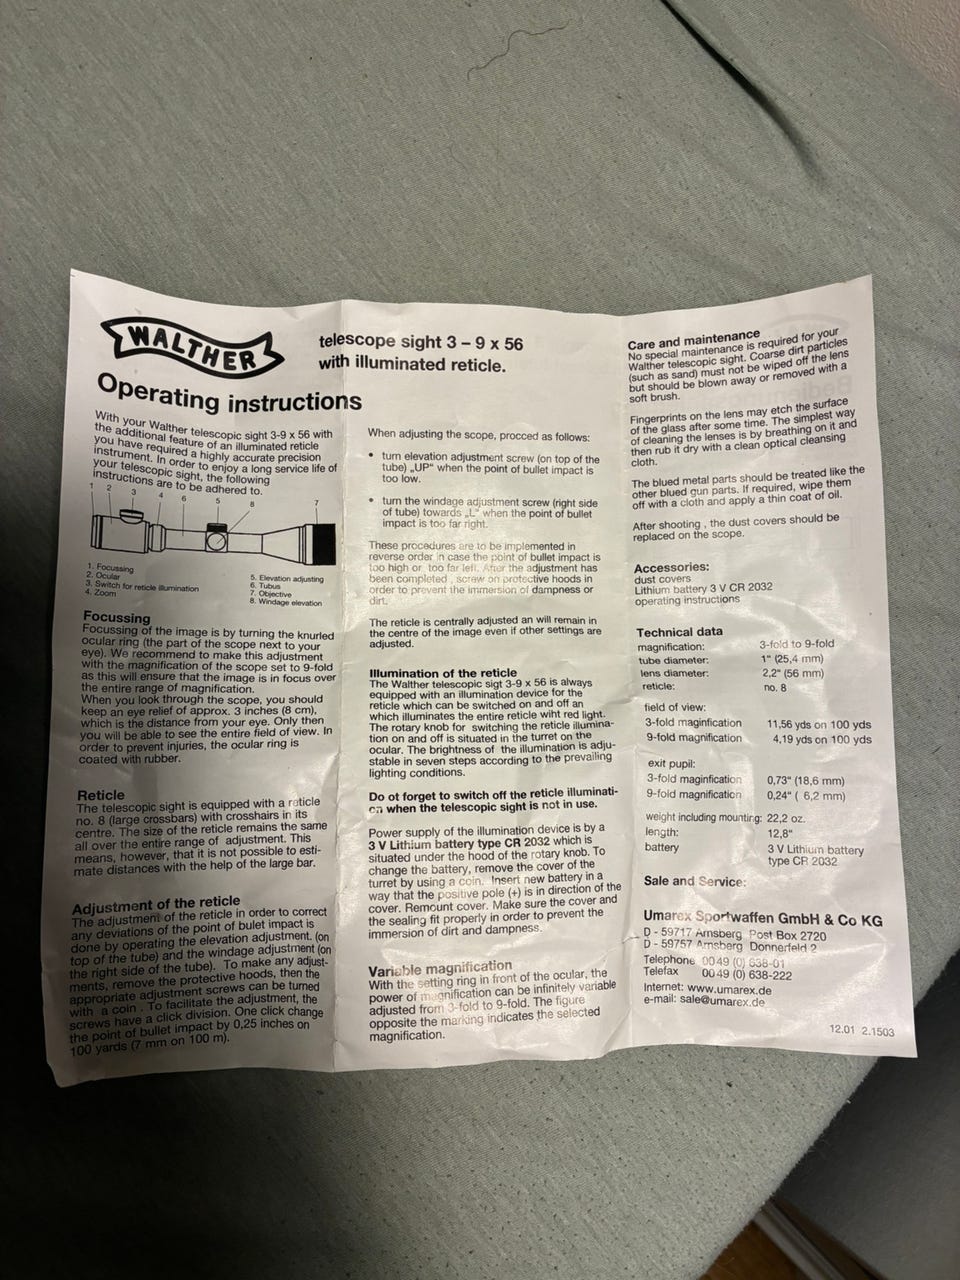 WALTHER
telescope sight 3 – 9 x 56
with illuminated reticle.
Operating instructions
With your Walther telescopic sight 3-9 x 56 with
the additional feature of an illuminated reticle
you have required a highly accurate precision
instrument. In order to enjoy a long service life of
your telescopic sight, the following
instructions are to be adhered to.
1 2 3 4 6 5 8 7
1. Focussing
2. Ocular
3. Switch for reticle illumination
4. Zoom
5. Elevation adjusting
6. Tubus
7. Objective
8. Windage elevation
Focussing
Focussing of the image is by turning the knurled
ocular ring (the part of the scope next to your
eye). We recommend to make this adjustment
with the magnification of the scope set to 9-fold
as this will ensure that the image is in focus over
the entire range of magnification.
When you look through the scope, you should
keep an eye relief of approx. 3 inches (8 cm),
which is the distance from your eye. Only then
you will be able to see the entire field of view. In
order to prevent injuries, the ocular ring is
coated with rubber.
Reticle
The telescopic sight is equipped with a reticle
no. 8 (large crossbars) with crosshairs in its
centre. The size of the reticle remains the same
all over the entire range of adjustment. This
means, however, that it is not possible to esti-
mate distances with the help of the large bar.
Adjustment of the reticle
The adjustment of the reticle in order to correct
any deviations of the point of bulet impact is
done by operating the elevation adjustment. (on
top of the tube) and the windage adjustment (on
the right side of the tube). To make any adjust-
ments, remove the protective hoods, then the
appropriate adjustment screws can be turned
with a coin . To facilitate the adjustment, the
screws have a click division. One click change
the point of bullet impact by 0,25 inches on
100 yards (7 mm on 100 m).
When adjusting the scope, procced as follows:
• turn elevation adjustment screw (on top of the
tube) „UP“ when the point of bullet impact is
too low.
• turn the windage adjustment screw (right side
of tube) towards „L“ when the point of bullet
impact is too far right.
These procedures are to be implemented in
reverse order in case the point of bullet impact is
too high or too far left. After the adjustment has
been completed , screw on protective hoods in
order to prevent the immersion of dampness or
dirt.
The reticle is centrally adjusted an will remain in
the centre of the image even if other settings are
adjusted.
Illumination of the reticle
The Walther telescopic sigt 3-9 x 56 is always
equipped with an illumination device for the
reticle which can be switched on and off an
which illuminates the entire reticle wiht red light.
The rotary knob for switching the reticle illumina-
tion on and off is situated in the turret on the
ocular. The brightness of the illumination is adju-
stable in seven steps according to the prevailing
lighting conditions.
Do ot forget to switch off the reticle illuminati-
on when the telescopic sight is not in use.
Power supply of the illumination device is by a
3 V Lithium battery type CR 2032 which is
situated under the hood of the rotary knob. To
change the battery, remove the cover of the
turret by using a coin. Insert new battery in a
way that the positive pole (+) is in direction of the
cover. Remount cover. Make sure the cover and
the sealing fit properly in order to prevent the
immersion of dirt and dampness.
Variable magnification
With the setting ring in front of the ocular, the
power of magnification can be infinitely variable
adjusted from 3-fold to 9-fold. The figure
opposite the marking indicates the selected
magnification.
Care and maintenance
No special maintenance is required for your
Walther telescopic sight. Coarse dirt particles
(such as sand) must not be wiped off the lens
but should be blown away or removed with a
soft brush.
Fingerprints on the lens may etch the surface
of the glass after some time. The simplest way
of cleaning the lenses is by breathing on it and
then rub it dry with a clean optical cleansing
cloth.
The blued metal parts should be treated like the
other blued gun parts. If required, wipe them
off with a cloth and apply a thin coat of oil.
After shooting , the dust covers should be
replaced on the scope.
Accessories:
dust covers
Lithium battery 3 V CR 2032
operating instructions
Technical data
magnification: 3-fold to 9-fold
tube diameter: 1“ (25,4 mm)
lens diameter: 2,2“ (56 mm)
reticle: no. 8
field of view:
3-fold maginfication 11,56 yds on 100 yds
9-fold magnification 4,19 yds on 100 yds
exit pupil:
3-fold maginfication 0,73“ (18,6 mm)
9-fold magnification 0,24“ ( 6,2 mm)
weight including mounting: 22,2 oz.
length: 12,8“
battery 3 V Lithium battery
type CR 2032
Sale and Service:
Umarex Sportwaffen GmbH & Co KG
D - 59717 Arnsberg Post Box 2720
D - 59757 Arnsberg Donnerfeld 2
Telephone 0049 (0) 638-01
Telefax 0049 (0) 638-222
Internet: www.umarex.de
e-mail: sale@umarex.de
12.01 2.1503